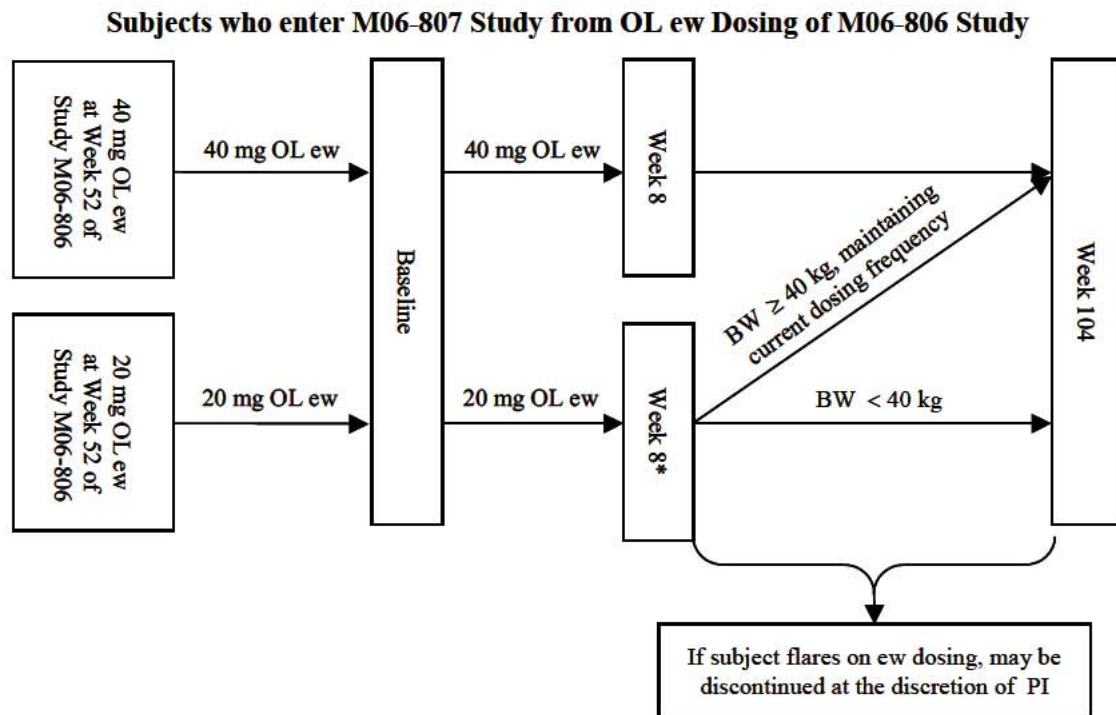 Subjects who enter M06-807 Study from OL ew Dosing of M06-806 Study
40 mg OL ew
at Week 52 of
Study M06-806
40 mg OL ew
Baseline
40 mg OL ew
Week 8
BW ≥ 40 kg, maintaining
current dosing frequency
Week 104
20 mg OL ew
at Week 52 of
Study M06-806
20 mg OL ew
20 mg OL ew
Week 8*
BW < 40 kg
If subject flares on ew dosing, may be
discontinued at the discretion of PI